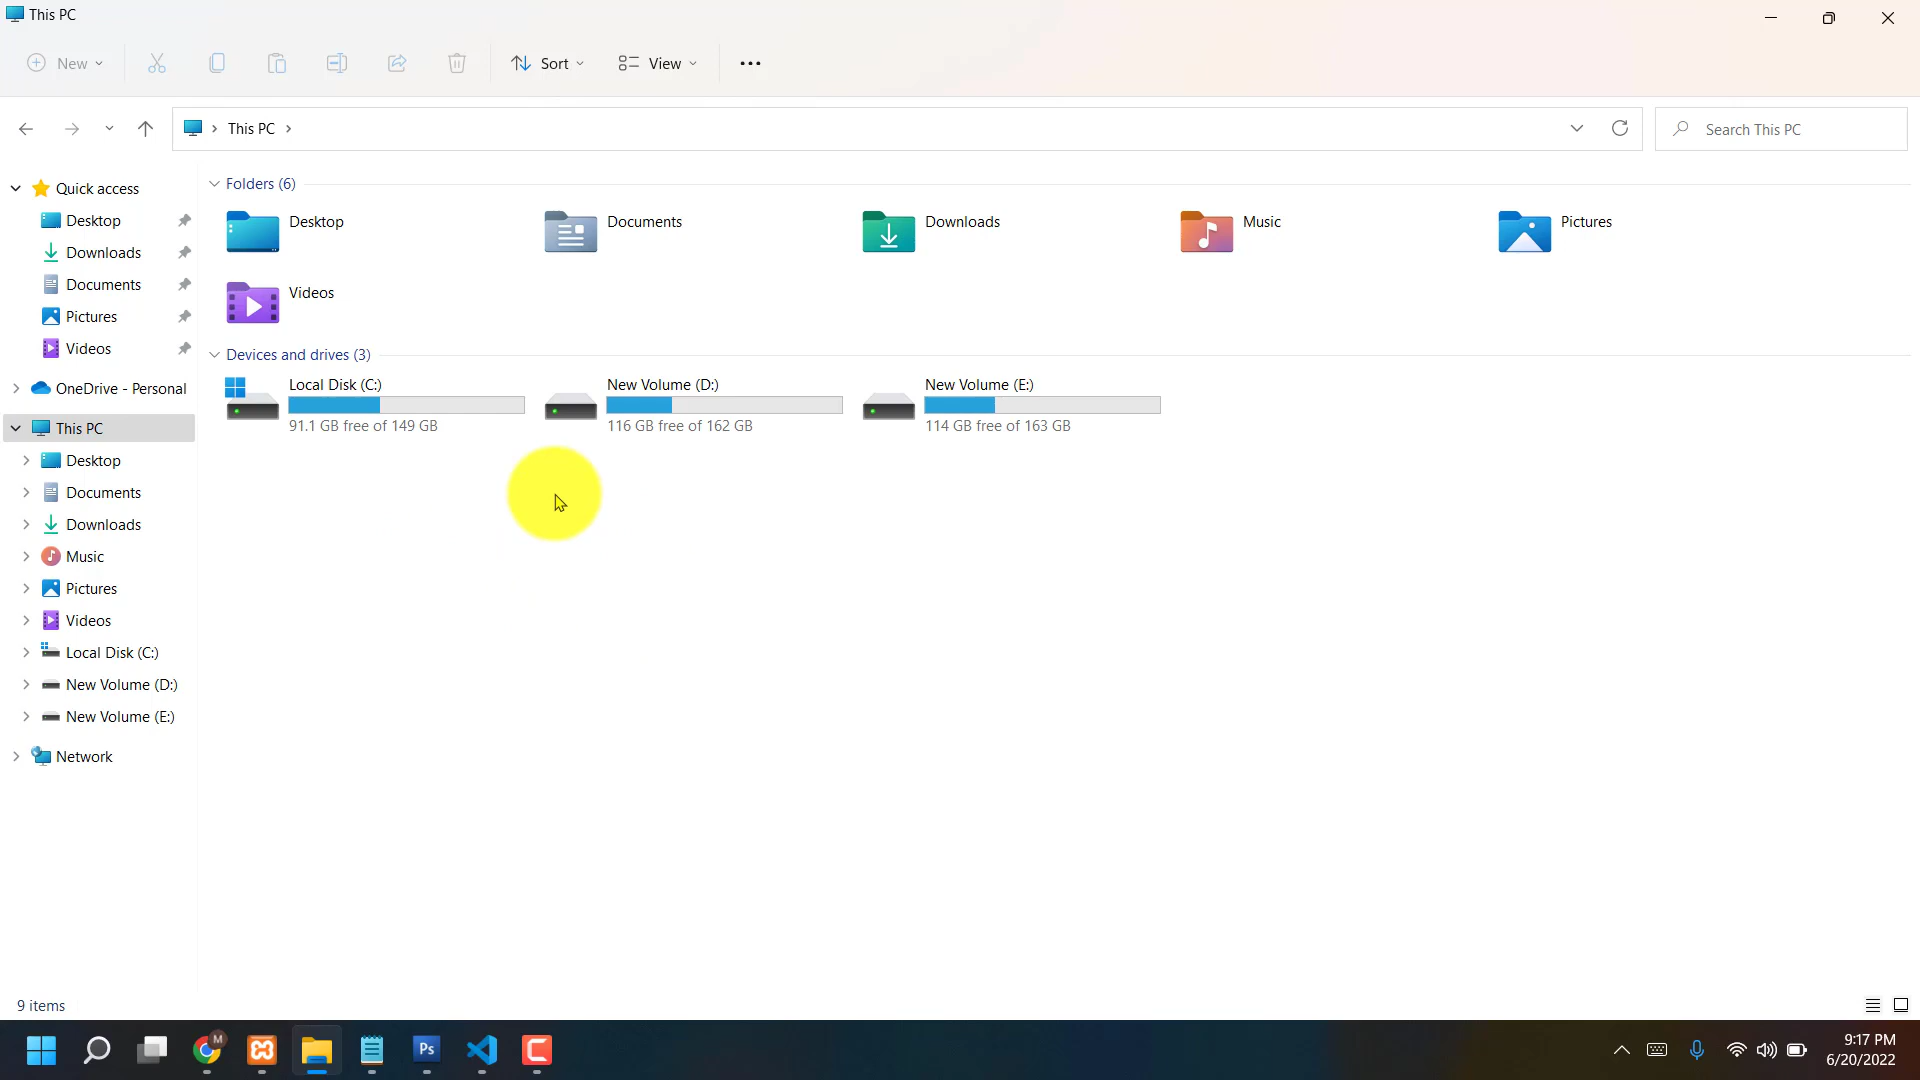 This PC
New
Sort
View
This PC
Search This PC
Quick access
Desktop
Downloads
Documents
Pictures
Videos
OneDrive - Personal
This PC
Desktop
Documents
Downloads
Music
Pictures
Videos
Local Disk (C:)
New Volume (D:)
New Volume (E:)
Network
Folders (6)
Desktop
Documents
Downloads
Music
Pictures
Videos
Devices and drives (3)
Local Disk (C:)
91.1 GB free of 149 GB
New Volume (D:)
116 GB free of 162 GB
New Volume (E:)
114 GB free of 163 GB
9 items
M
Ps
9:17 PM
6/20/2022